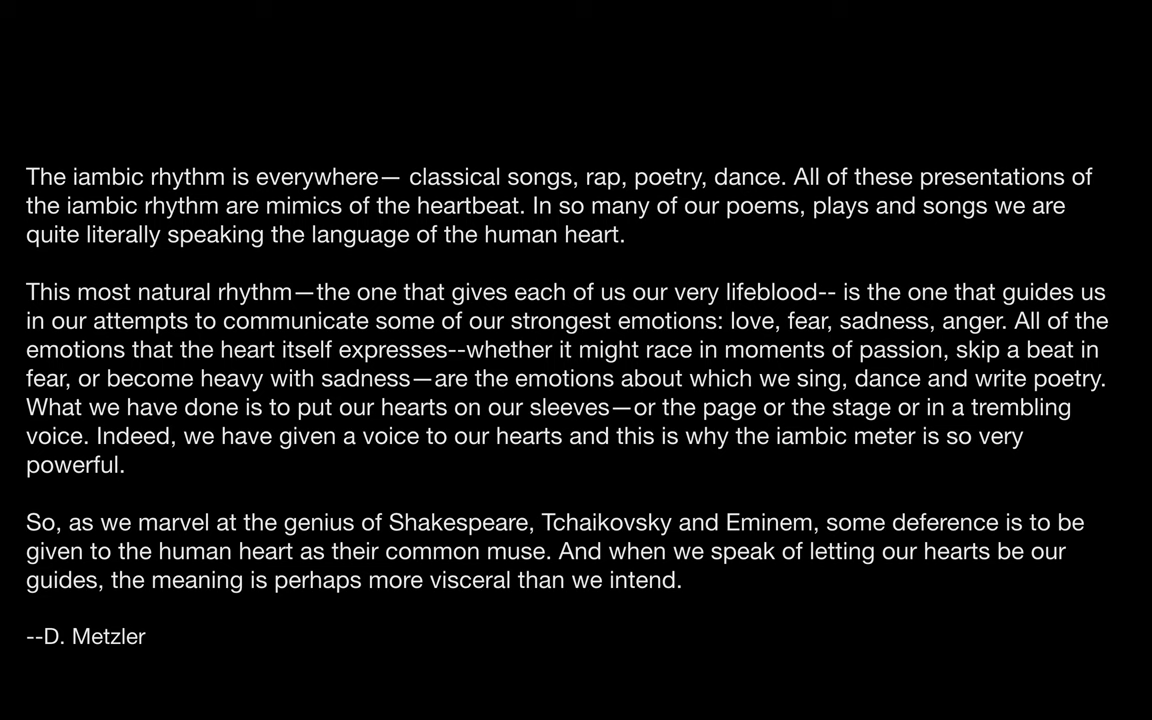 The iambic rhythm is everywhere— classical songs, rap, poetry, dance. All of these presentations of
the iambic rhythm are mimics of the heartbeat. In so many of our poems, plays and songs we are
quite literally speaking the language of the human heart.
This most natural rhythm—the one that gives each of us our very lifeblood-- is the one that guides us
in our attempts to communicate some of our strongest emotions: love, fear, sadness, anger. All of the
emotions that the heart itself expresses--whether it might race in moments of passion, skip a beat in
fear, or become heavy with sadness—are the emotions about which we sing, dance and write poetry.
What we have done is to put our hearts on our sleeves—or the page or the stage or in a trembling
voice. Indeed, we have given a voice to our hearts and this is why the iambic meter is so very
powerful.
So, as we marvel at the genius of Shakespeare, Tchaikovsky and Eminem, some deference is to be
given to the human heart as their common muse. And when we speak of letting our hearts be our
guides, the meaning is perhaps more visceral than we intend.
--D. Metzler